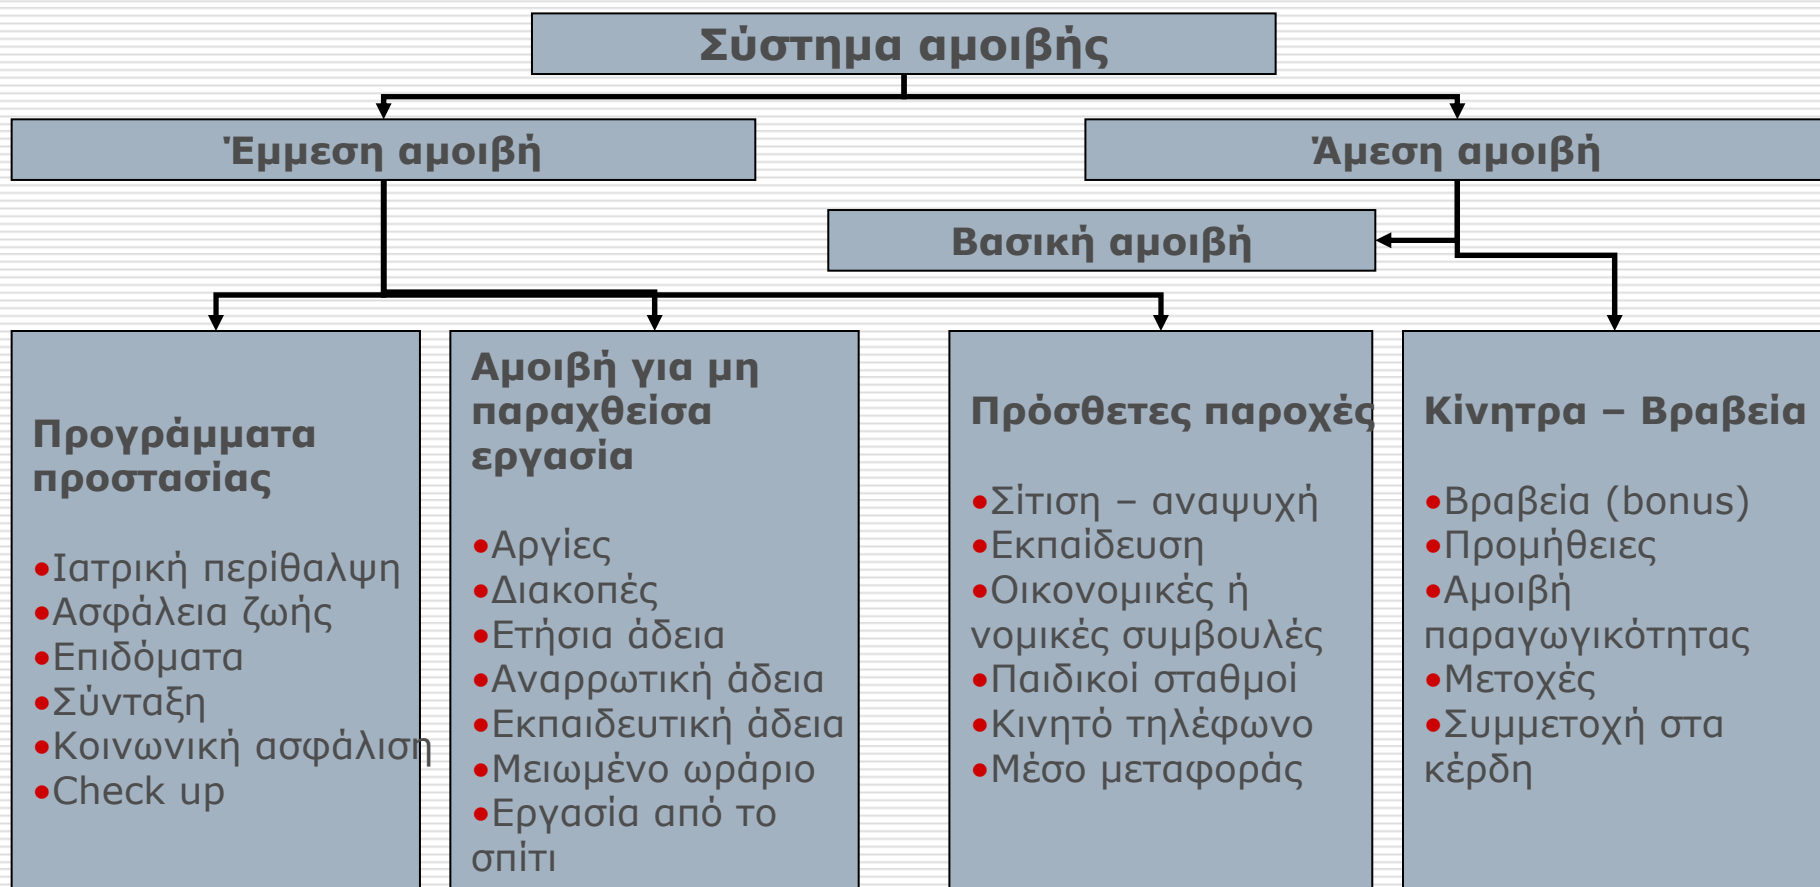 Σύστημα αμοιβής
Έμμεση αμοιβή
Άμεση αμοιβή
Βασική αμοιβή
Προγράμματα
προστασίας
•Ιατρική περίθαλψη
•Ασφάλεια ζωής
•Επιδόματα
•Σύνταξη
•Κοινωνική ασφάλιση
•Check up
Αμοιβή για μη
παραχθείσα
εργασία
•Αργίες
•Διακοπές
•Ετήσια άδεια
•Αναρρωτική άδεια
•Εκπαιδευτική άδεια
•Μειωμένο ωράριο
•Εργασία από το
σπίτι
Πρόσθετες παροχές
•Σίτιση – αναψυχή
•Εκπαίδευση
•Οικονομικές ή
νομικές συμβουλές
•Παιδικοί σταθμοί
•Κινητό τηλέφωνο
•Μέσο μεταφοράς
Κίνητρα – Βραβεία
•Βραβεία (bonus)
•Προμήθειες
•Αμοιβή
παραγωγικότητας
•Μετοχές
•Συμμετοχή στα
κέρδη